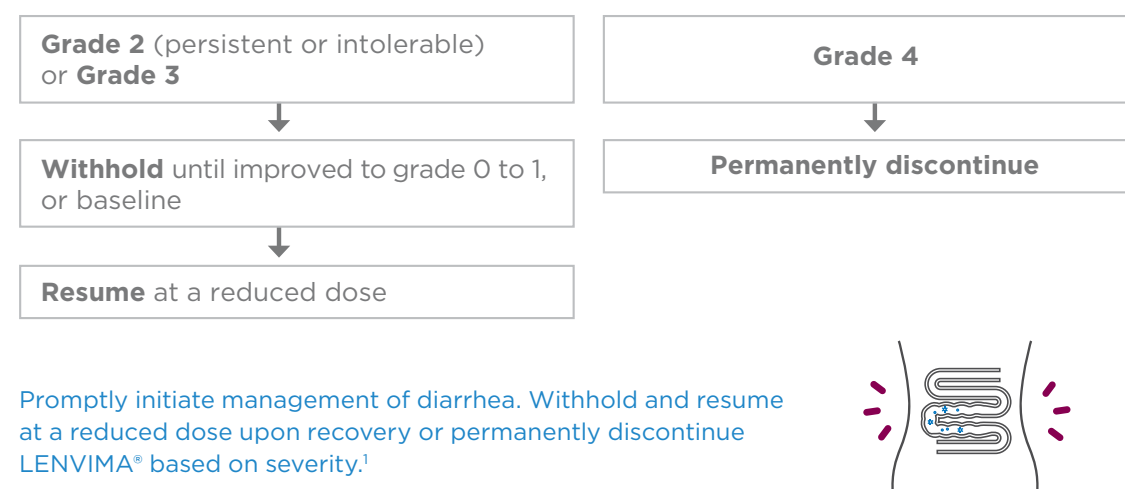 Grade 2 (persistent or intolerable)
or Grade 3
Withhold until improved to grade 0 to 1,
or baseline
Resume at a reduced dose
Grade 4
Permanently discontinue
Promptly initiate management of diarrhea. Withhold and resume
at a reduced dose upon recovery or permanently discontinue
LENVIMA® based on severity.¹